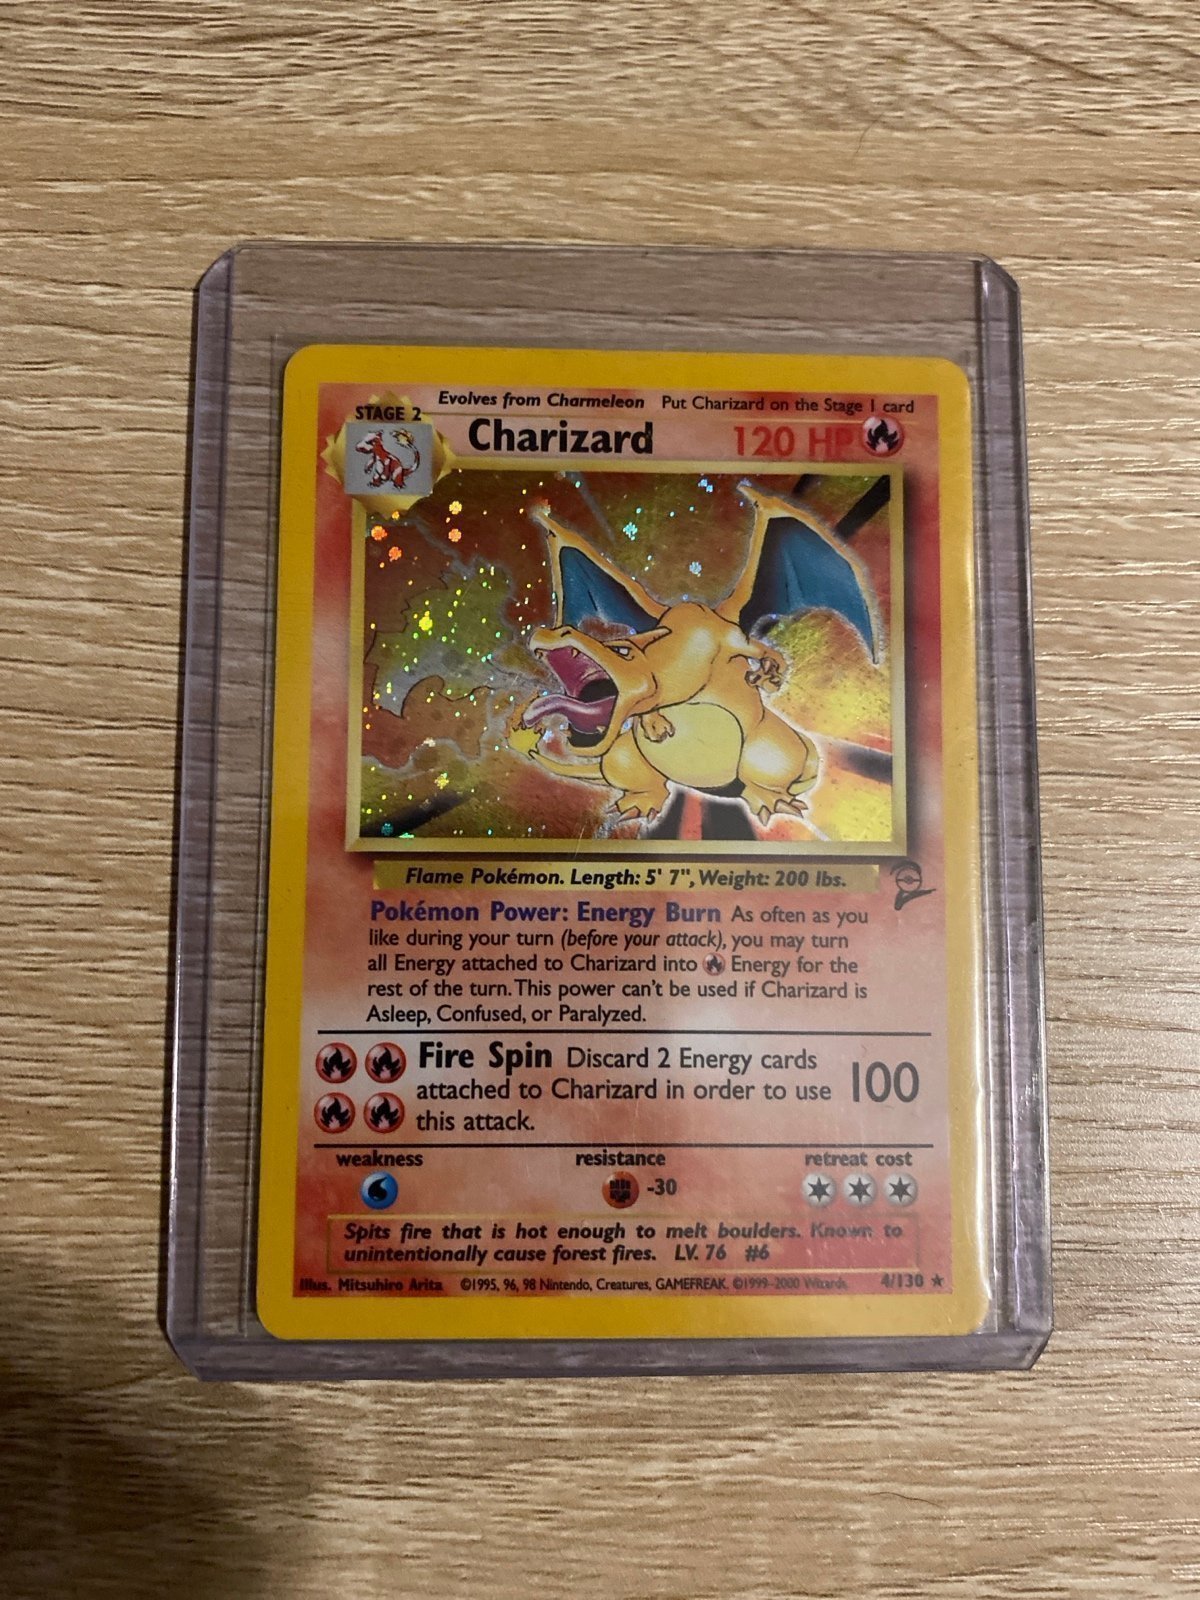 Evolves from Charmeleon Put Charizard on the Stage 1 card
STAGE 2
Charizard 120 HP
Flame Pokémon. Length: 5' 7", Weight: 200 lbs.
Pokémon Power: Energy Burn As often as you
like during your turn (before your attack), you may turn
all Energy attached to Charizard into Energy for the
rest of the turn. This power can't be used if Charizard is
Asleep, Confused, or Paralyzed.
Fire Spin Discard 2 Energy cards
attached to Charizard in order to use
this attack.
100
weakness resistance retreat cost
-30
Spits fire that is hot enough to melt boulders. Known to
unintentionally cause forest fires. LV. 76 #6
Illus. Mitsuhiro Arita ©1995, 96, 98 Nintendo, Creatures, GAMEFREAK. ©1999-2000 Wizards. 4/130 ★